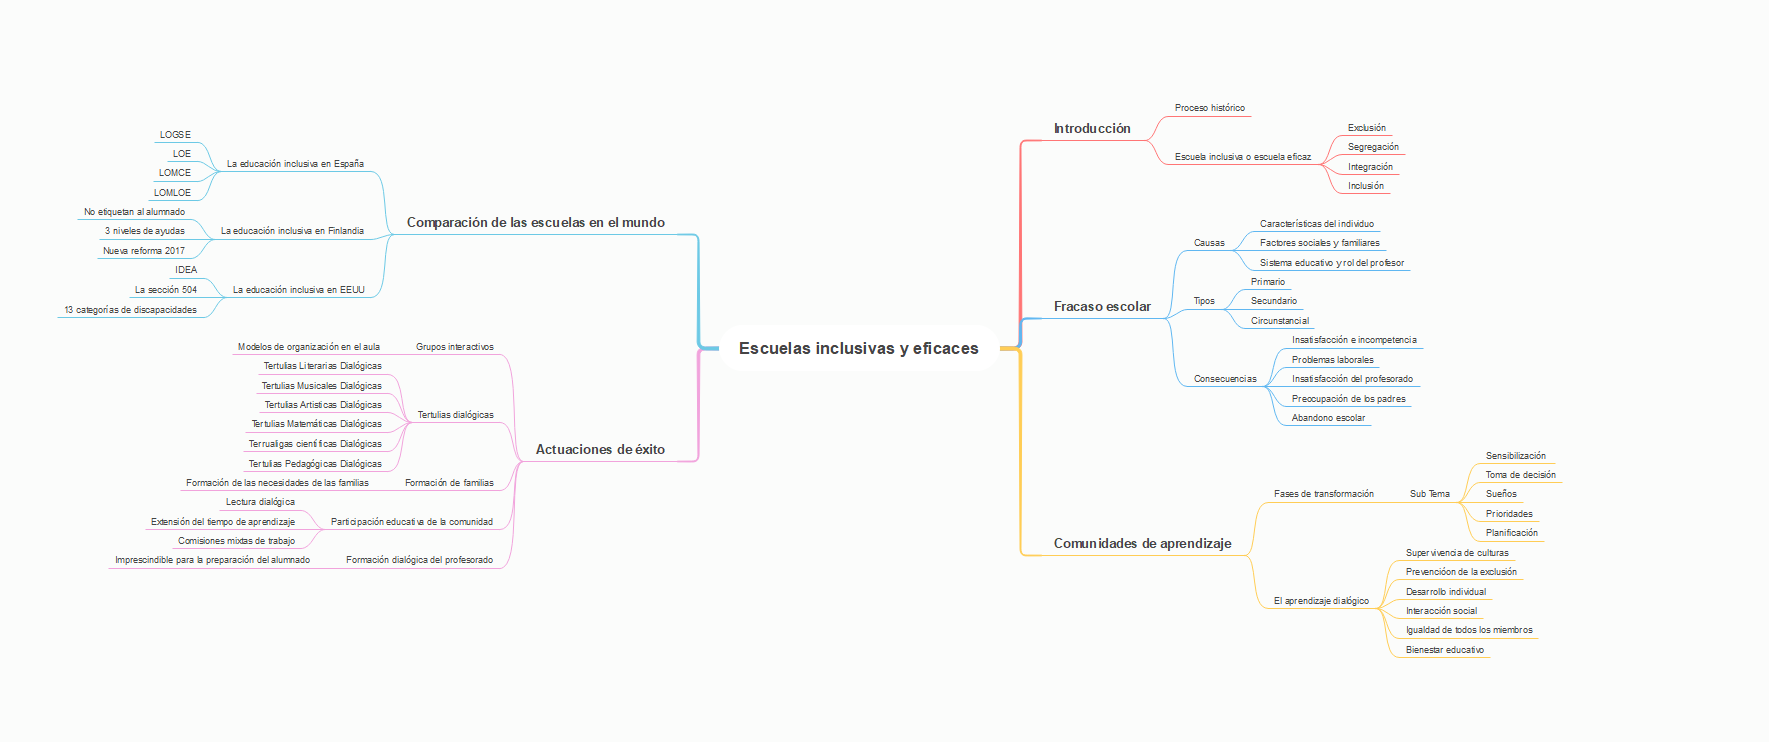 Escuelas inclusivas y eficaces
Introducción
Proceso histórico
Escuela inclusiva o escuela eficaz
Exclusión
Segregación
Integración
Inclusión
Fracaso escolar
Causas
Características del individuo
Factores sociales y familiares
Sistema educativo y rol del profesor
Tipos
Primario
Secundario
Circunstancial
Consecuencias
Insatisfacción e incompetencia
Problemas laborales
Insatisfacción del profesorado
Preocupación de los padres
Abandono escolar
Comunidades de aprendizaje
Fases de transformación
Sub Tema
Sensibilización
Toma de decisión
Sueños
Prioridades
Planificación
El aprendizaje dialógico
Supervivencia de culturas
Prevencióon de la exclusión
Desarrollo individual
Interacción social
Igualdad de todos los miembros
Bienestar educativo
Comparación de las escuelas en el mundo
La educación inclusiva en España
LOGSE
LOE
LOMCE
LOMLOE
La educación inclusiva en Finlandia
No etiquetan al alumnado
3 niveles de ayudas
Nueva reforma 2017
La educación inclusiva en EEUU
IDEA
La sección 504
13 categorías de discapacidades
Actuaciones de éxito
Grupos interactivos
Modelos de organización en el aula
Tertulias dialógicas
Tertulias Literarias Dialógicas
Tertulias Musicales Dialógicas
Tertulias Artisticas Dialógicas
Tertulias Matemáticas Dialógicas
Terrualigas científicas Dialógicas
Tertulias Pedagógicas Dialógicas
Formación de familias
Formación de las necesidades de las familias
Participación educativa de la comunidad
Lectura dialógica
Extensión del tiempo de aprendizaje
Comisiones mixtas de trabajo
Formación dialógica del profesorado
Imprescindible para la preparación del alumnado